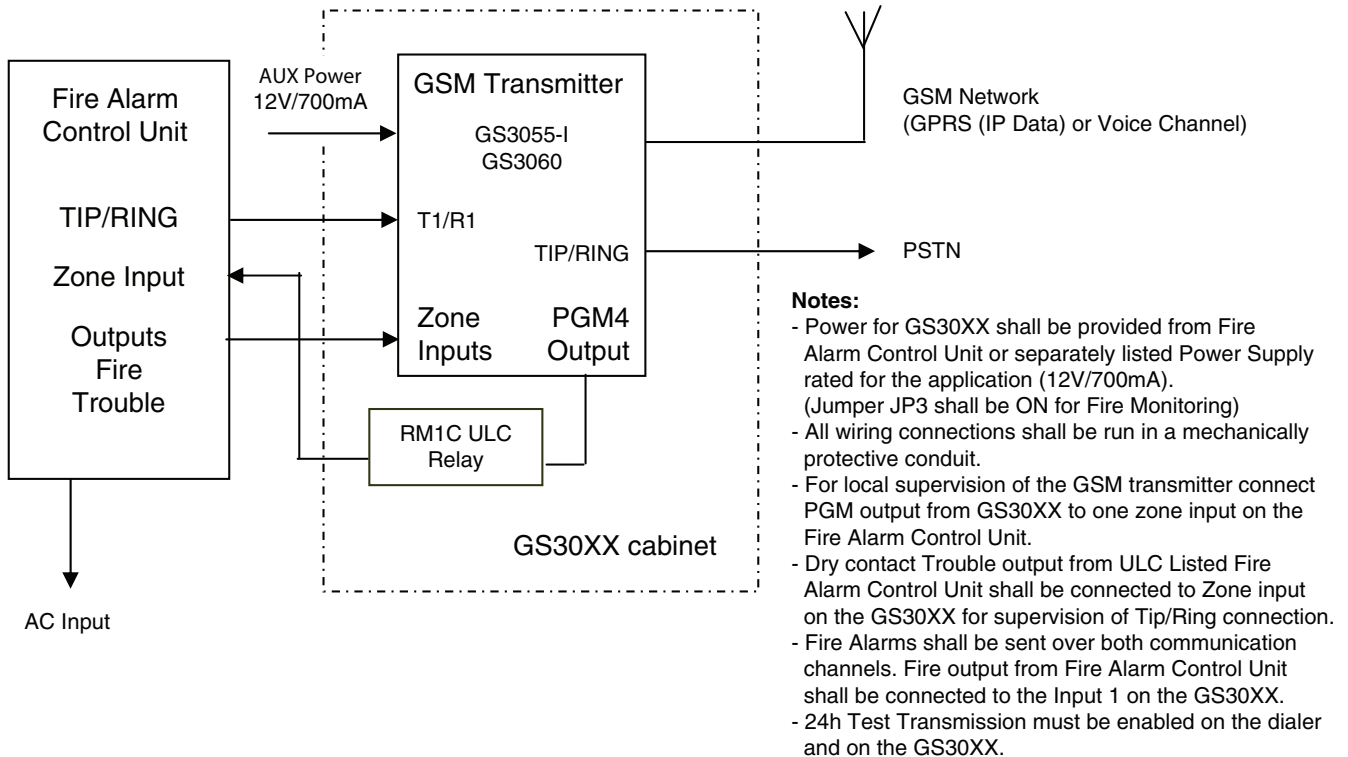 Fire Alarm
Control Unit
TIP/RING
Zone Input
Outputs
Fire
Trouble
AC Input
AUX Power
12V/700mA
GSM Transmitter
GS3055-I
GS3060
T1/R1
TIP/RING
Zone
Inputs
PGM4
Output
RM1C ULC
Relay
GS30XX cabinet
GSM Network
(GPRS (IP Data) or Voice Channel)
PSTN
Notes:
- Power for GS30XX shall be provided from Fire
Alarm Control Unit or separately listed Power Supply
rated for the application (12V/700mA).
(Jumper JP3 shall be ON for Fire Monitoring)
- All wiring connections shall be run in a mechanically
protective conduit.
- For local supervision of the GSM transmitter connect
PGM output from GS30XX to one zone input on the
Fire Alarm Control Unit.
- Dry contact Trouble output from ULC Listed Fire
Alarm Control Unit shall be connected to Zone input
on the GS30XX for supervision of Tip/Ring connection.
- Fire Alarms shall be sent over both communication
channels. Fire output from Fire Alarm Control Unit
shall be connected to the Input 1 on the GS30XX.
- 24h Test Transmission must be enabled on the dialer
and on the GS30XX.